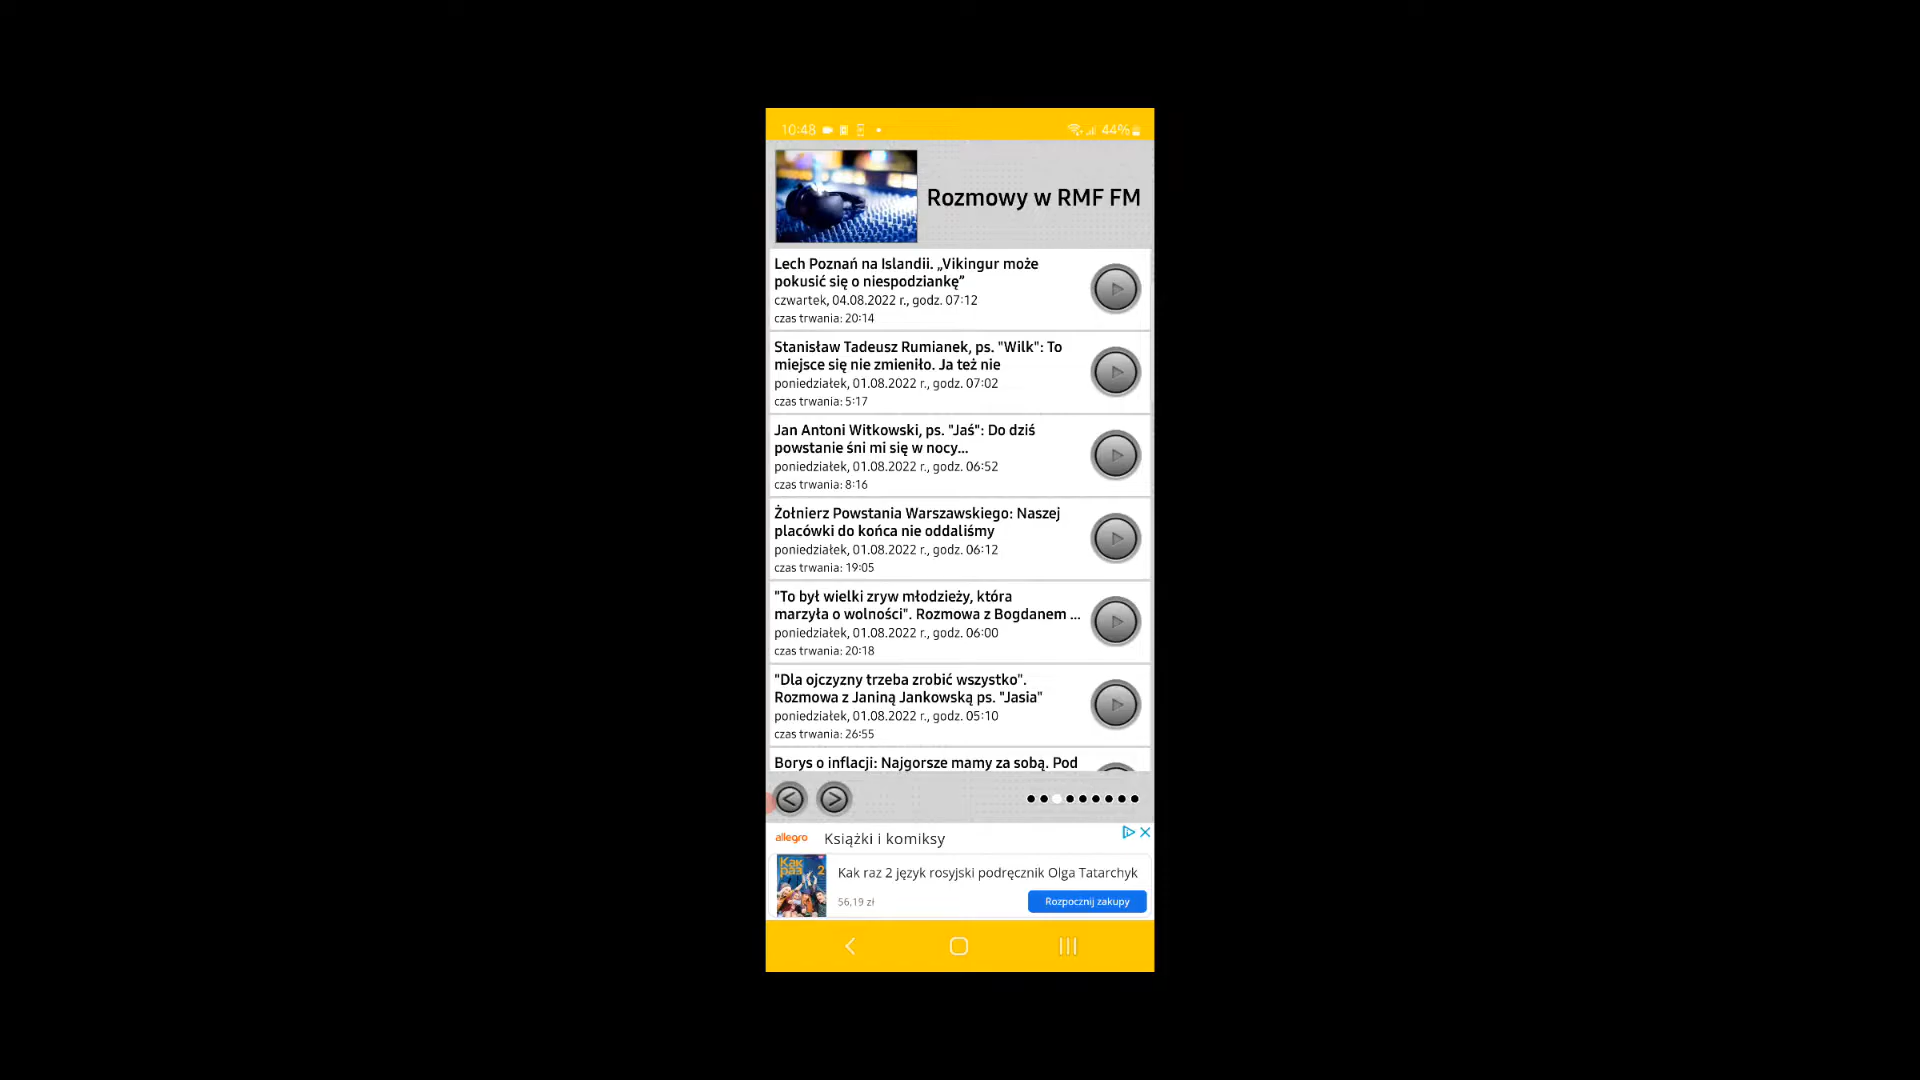 10:48
44%
Rozmowy w RMF FM
Lech Poznań na Islandii. „Vikingur może
pokusić się o niespodziankę”
czwartek, 04.08.2022 r., godz. 07:12
czas trwania: 20:14
Stanisław Tadeusz Rumianek, ps. "Wilk": To
miejsce się nie zmieniło. Ja też nie
poniedziałek, 01.08.2022 r., godz. 07:02
czas trwania: 5:17
Jan Antoni Witkowski, ps. "Jaś": Do dziś
powstanie śni mi się w nocy...
poniedziałek, 01.08.2022 r., godz. 06:52
czas trwania: 8:16
Żołnierz Powstania Warszawskiego: Naszej
placówki do końca nie oddaliśmy
poniedziałek, 01.08.2022 r., godz. 06:12
czas trwania: 19:05
"To był wielki zryw młodzieży, która
marzyła o wolności". Rozmowa z Bogdanem ...
poniedziałek, 01.08.2022 r., godz. 06:00
czas trwania: 20:18
"Dla ojczyzny trzeba zrobić wszystko".
Rozmowa z Janiną Jankowską ps. "Jasia"
poniedziałek, 01.08.2022 r., godz. 05:10
czas trwania: 26:55
Borys o inflacji: Najgorsze mamy za sobą. Pod
allegro
Książki i komiksy
Как
раз
2
Kak raz 2 język rosyjski podręcznik Olga Tatarchyk
56,19 zł
Rozpocznij zakupy